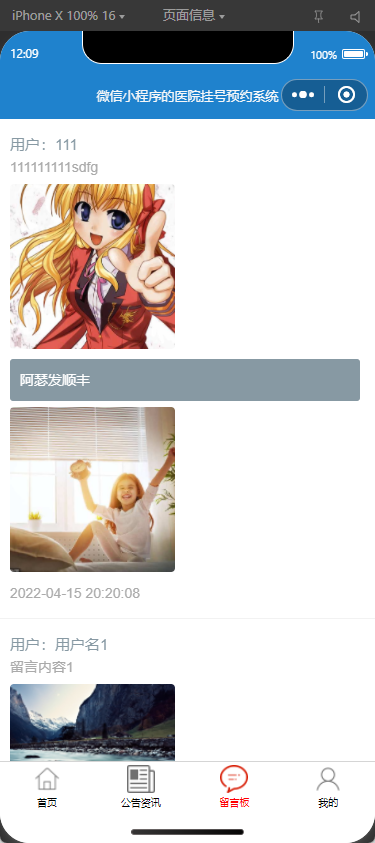 iPhone X 100% 16 页面信息
12:09 100%
微信小程序的医院挂号预约系统
用户：111
111111111sdfg
阿瑟发顺丰
2022-04-15 20:20:08
用户：用户名1
留言内容1
首页 公告资讯 留言板 我的